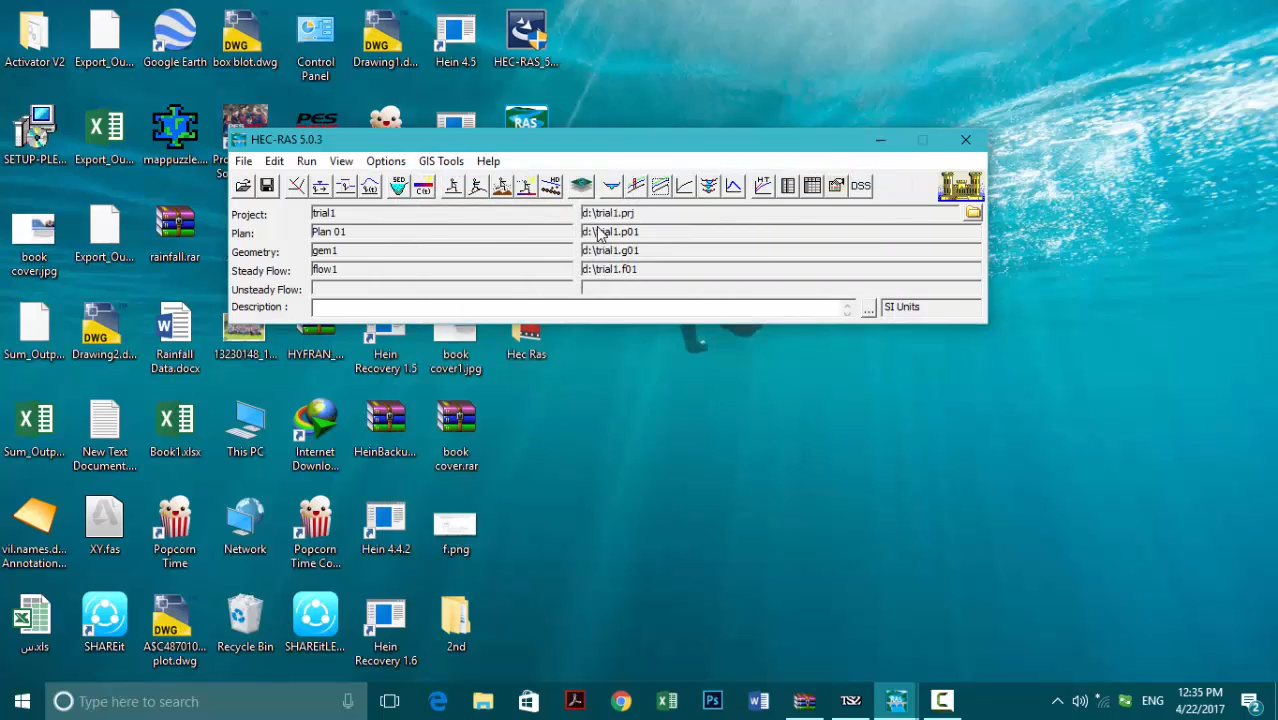 Activator V2
Export_Ou...
Google Earth
DWG
box blot.dwg
Control
Panel
DWG
Drawing1.d...
Hein 4.5
HEC-RAS_5...
SETUP-PLE...
Export_Ou...
mappuzzle....
PES
RAS
HEC-RAS 5.0.3
File
Edit
Run
View
Options
GIS Tools
Help
DSS
Project:
trial1
d:\trial1.prj
Plan:
Plan 01
d:\trial1.p01
Geometry:
gem1
d:\trial1.g01
Steady Flow:
flow1
d:\trial1.f01
Unsteady Flow:
Description :
...
SI Units
book
cover.jpg
Export_Ou...
rainfall.rar
Sum_Outp...
DWG
Drawing2.d...
Rainfall
Data.docx
13230148_1...
HYFRAN_...
Hein
Recovery 1.5
book
cover1.jpg
Hec Ras
Sum_Outp...
New Text
Document....
Book1.xlsx
This PC
Internet
Downlo...
HeinBacku...
book
cover.rar
vil.names.d...
Annotation...
XY.fas
Popcorn
Time
Network
Popcorn
Time Co...
Hein 4.4.2
f.png
س.xls
SHAREit
DWG
A$C487010...
plot.dwg
Recycle Bin
SHAREitLE...
Hein
Recovery 1.6
2nd
Type here to search
ENG
12:35 PM
4/22/2017
2